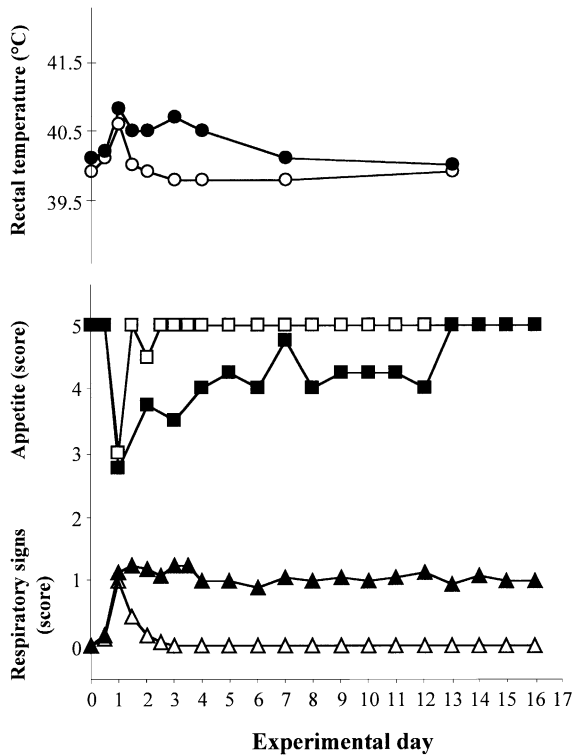 Rectal temperature (°C)
41.5
40.5
39.5
Appetite (score)
5
4
3
2
Respiratory signs
(score)
1
0
0 1 2 3 4 5 6 7 8 9 10 11 12 13 14 15 16 17
Experimental day